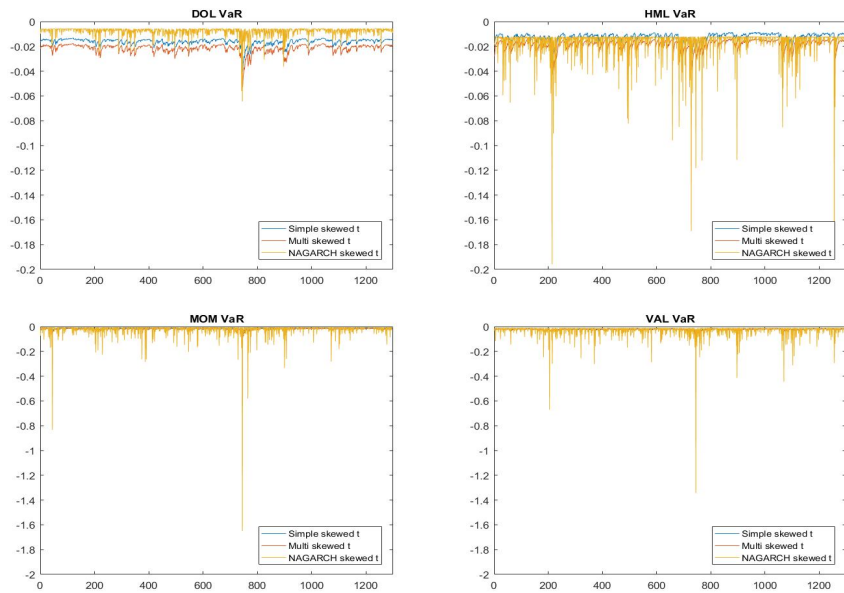 DOL VaR
0
-0.02
-0.04
-0.06
-0.08
-0.1
-0.12
-0.14
-0.16
-0.18
-0.2
0 200 400 600 800 1000 1200
Simple skewed t
Multi skewed t
NAGARCH skewed t
HML VaR
0
-0.02
-0.04
-0.06
-0.08
-0.1
-0.12
-0.14
-0.16
-0.18
-0.2
0 200 400 600 800 1000 1200
Simple skewed t
Multi skewed t
NAGARCH skewed t
MOM VaR
0
-0.2
-0.4
-0.6
-0.8
-1
-1.2
-1.4
-1.6
-1.8
-2
0 200 400 600 800 1000 1200
Simple skewed t
Multi skewed t
NAGARCH skewed t
VAL VaR
0
-0.2
-0.4
-0.6
-0.8
-1
-1.2
-1.4
-1.6
-1.8
-2
0 200 400 600 800 1000 1200
Simple skewed t
Multi skewed t
NAGARCH skewed t